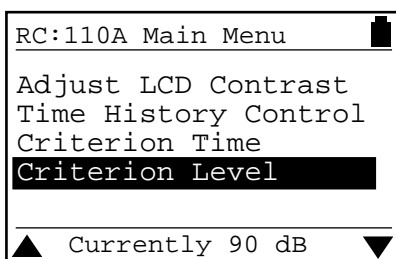 RC:110A Main Menu
Adjust LCD Contrast
Time History Control
Criterion Time
Criterion Level
Currently 90 dB